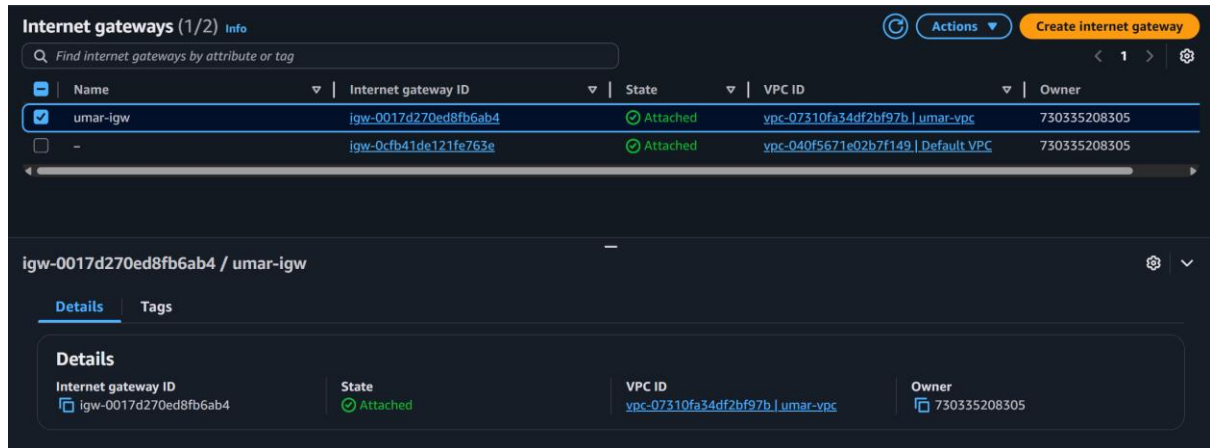 Internet gateways (1/2) Info
Actions
Create internet gateway
Find internet gateways by attribute or tag
1
Name Internet gateway ID State VPC ID Owner
umar-igw igw-0017d270ed8fb6ab4 Attached vpc-07310fa34df2bf97b | umar-vpc 730335208305
– igw-0cfb41de121fe763e Attached vpc-040f5671e02b7f149 | Default VPC 730335208305
igw-0017d270ed8fb6ab4 / umar-igw
Details Tags
Details
Internet gateway ID State VPC ID Owner
igw-0017d270ed8fb6ab4 Attached vpc-07310fa34df2bf97b | umar-vpc 730335208305